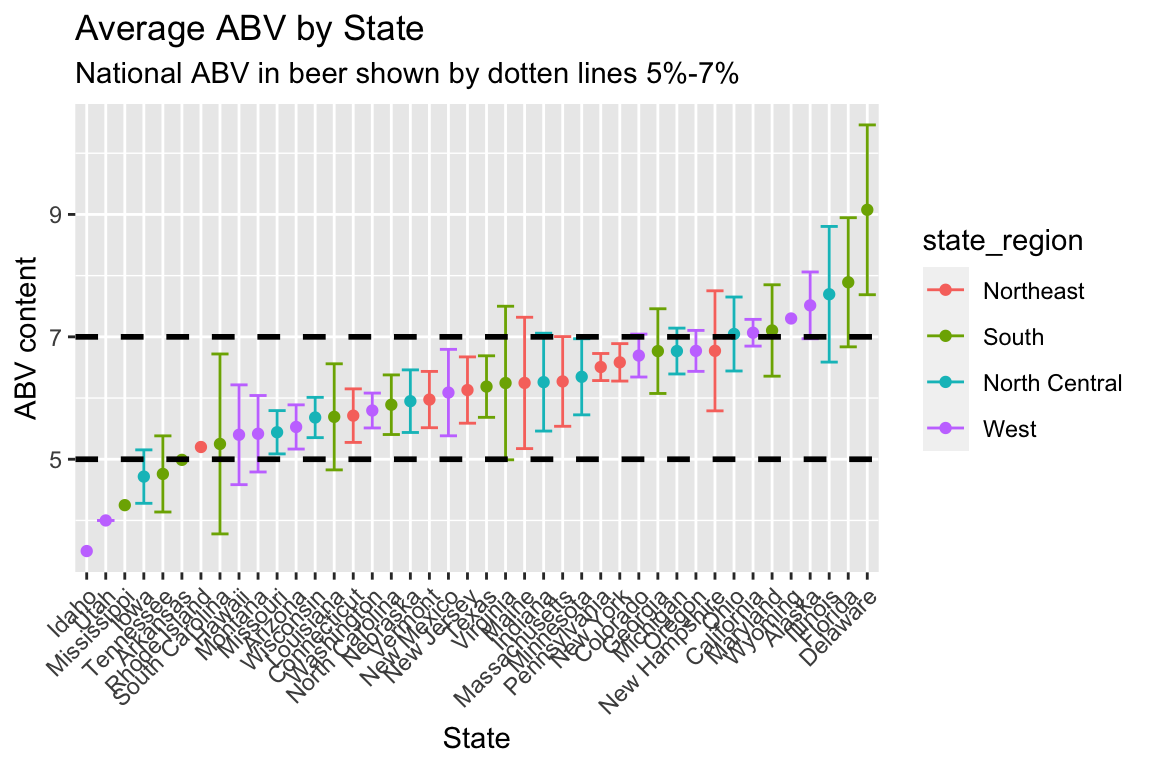 Average ABV by State
National ABV in beer shown by dotten lines 5%-7%
ABV content
9
7
5
Idaho
Utah
Mississippi
Iowa
Tennessee
Arkansas
Rhode Island
South Carolina
Hawaii
Montana
Missouri
Arizona
Wisconsin
Louisiana
Connecticut
Washington
North Carolina
Nebraska
Vermont
New Mexico
New Jersey
Texas
Virginia
Maine
Indiana
Massachusetts
Minnesota
Pennsylvania
New York
Colorado
Georgia
Michigan
Oregon
New Hampshire
Ohio
California
Maryland
Wyoming
Alaska
Illinois
Florida
Delaware
State
state_region
Northeast
South
North Central
West